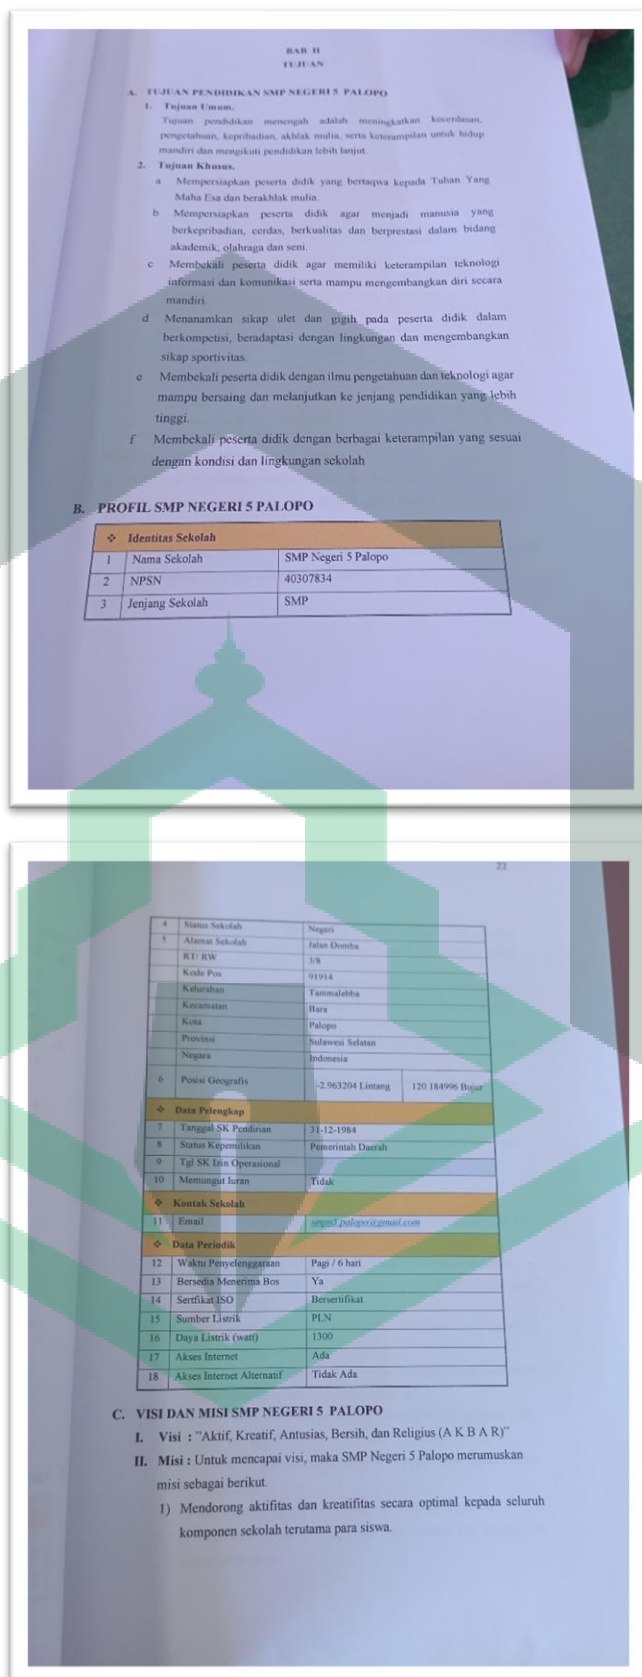 BAB II
TUJUAN
A. TUJUAN PENDIDIKAN SMP NEGERI 5 PALOPO
1. Tujuan Umum.
Tujuan pendidikan menengah adalah meningkatkan kecerdasan,
pengetahuan, kepribadian, akhlak mulia, serta keterampilan untuk hidup
mandiri dan mengikuti pendidikan lebih lanjut.
2. Tujuan Khusus.
a Mempersiapkan peserta didik yang bertaqwa kepada Tuhan Yang
Maha Esa dan berakhlak mulia.
b Mempersiapkan peserta didik agar menjadi manusia yang
berkepribadian, cerdas, berkualitas dan berprestasi dalam bidang
akademik, olahraga dan seni.
c Membekali peserta didik agar memiliki keterampilan teknologi
informasi dan komunikasi serta mampu mengembangkan diri secara
mandiri
d Menanamkan sikap ulet dan gigih pada peserta didik dalam
berkompetisi, beradaptasi dengan lingkungan dan mengembangkan
sikap sportivitas.
e Membekali peserta didik dengan ilmu pengetahuan dan teknologi agar
mampu bersaing dan melanjutkan ke jenjang pendidikan yang lebih
tinggi.
f Membekali peserta didik dengan berbagai keterampilan yang sesuai
dengan kondisi dan lingkungan sekolah
B. PROFIL SMP NEGERI 5 PALOPO
❖ Identitas Sekolah
1 Nama Sekolah SMP Negeri 5 Palopo
2 NPSN 40307834
3 Jenjang Sekolah SMP
22
4 Status Sekolah Negeri
5 Alamat Sekolah Jalan Domba
RT/ RW 3/8
Kode Pos 91914
Kelurahan Tammalebba
Kecamatan Bara
Kota Palopo
Provinsi Sulawesi Selatan
Negara Indonesia
6 Posisi Geografis -2.963204 Lintang 120.184996 Bujur
❖ Data Pelengkap
7 Tanggal SK Pendirian 31-12-1984
8 Status Kepemilikan Pemerintah Daerah
9 Tgl SK Izin Operasional
10 Memungut Iuran Tidak
❖ Kontak Sekolah
11 Email smpn5.palopo@gmail.com
❖ Data Periodik
12 Waktu Penyelenggaraan Pagi / 6 hari
13 Bersedia Menerima Bos Ya
14 Sertfikat ISO Bersertifikat
15 Sumber Listrik PLN
16 Daya Listrik (watt) 1300
17 Akses Internet Ada
18 Akses Internet Alternatif Tidak Ada
C. VISI DAN MISI SMP NEGERI 5 PALOPO
I. Visi : "Aktif, Kreatif, Antusias, Bersih, dan Religius (A K B A R)"
II. Misi : Untuk mencapai visi, maka SMP Negeri 5 Palopo merumuskan
misi sebagai berikut.
1) Mendorong aktifitas dan kreatifitas secara optimal kepada seluruh
komponen sekolah terutama para siswa.